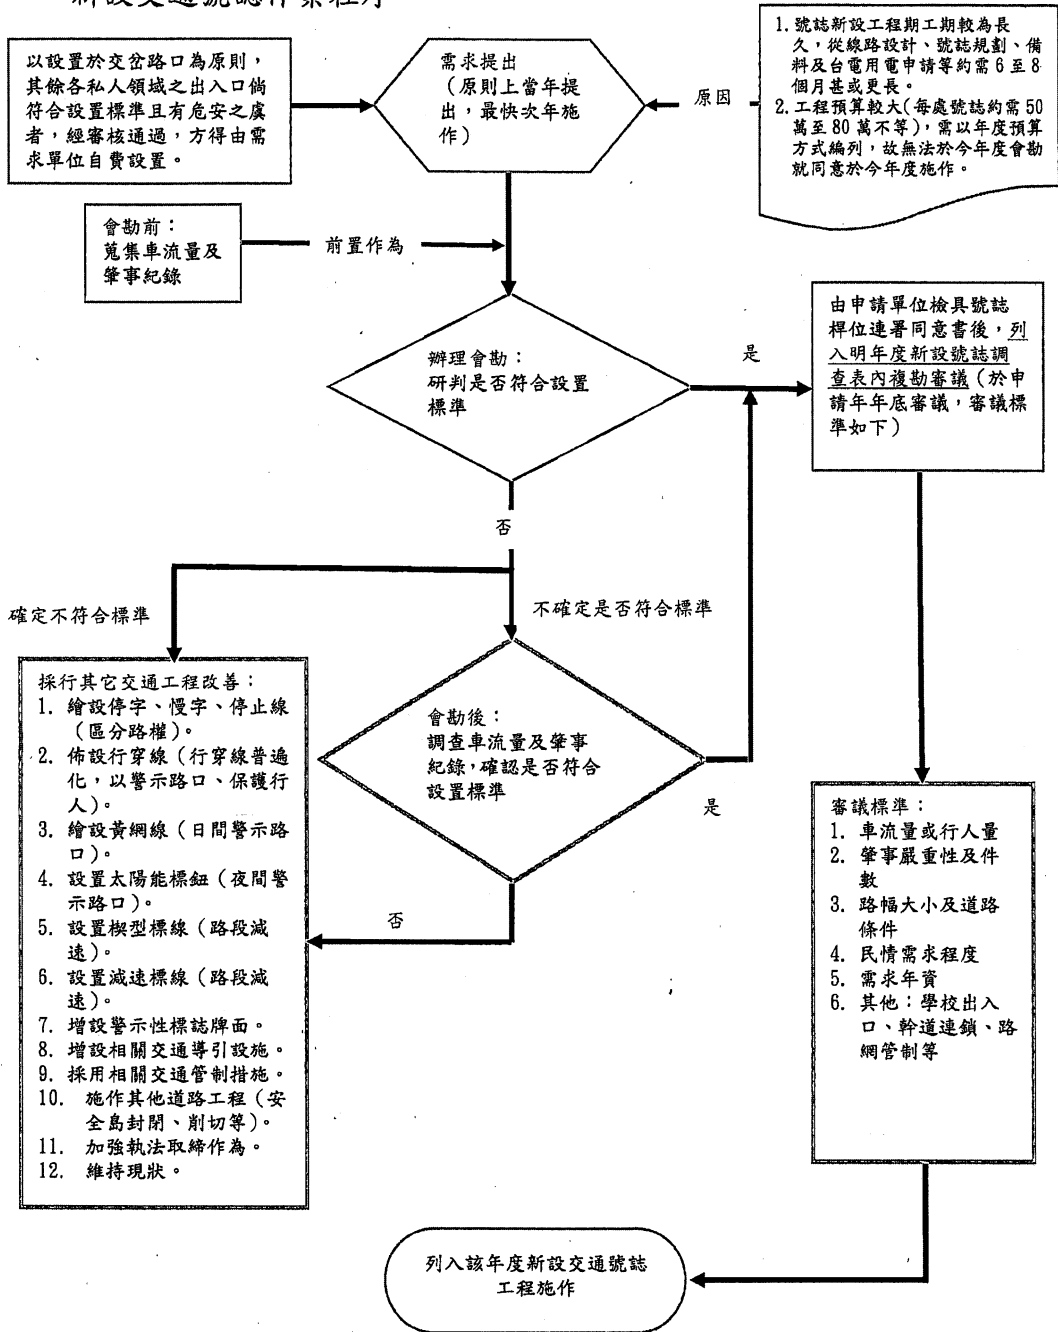 新設交通號誌作業程序
以設置於交岔路口為原則，
其餘各私人領域之出入口倘
符合設置標準且有危安之虞
者，經審核通過，方得由需
求單位自費設置。
需求提出
（原則上當年提
出，最快次年施
作）
原因
1.號誌新設工程期工期較為長
久，從線路設計、號誌規劃、備
料及台電用電申請等約需 6 至 8
個月甚或更長。
2.工程預算較大(每處號誌約需 50
萬至 80 萬不等)，需以年度預算
方式編列，故無法於今年度會勘
就同意於今年度施作。
會勘前：
蒐集車流量及
肇事紀錄
前置作為
辦理會勘：
研判是否符合設置
標準
是
由申請單位檢具號誌
桿位連署同意書後，列
入明年度新設號誌調
查表內複勘審議（於申
請年年底審議，審議標
準如下）
否
確定不符合標準
不確定是否符合標準
採行其它交通工程改善：
1. 繪設停字、慢字、停止線
（區分路權）。
2. 佈設行穿線（行穿線普遍
化，以警示路口、保護行
人）。
3. 繪設黃網線（日間警示路
口）。
4. 設置太陽能標鈕（夜間警
示路口）。
5. 設置楔型標線（路段減
速）。
6. 設置減速標線（路段減
速）。
7. 增設警示性標誌牌面。
8. 增設相關交通導引設施。
9. 採用相關交通管制措施。
10. 施作其他道路工程（安
全島封閉、削切等）。
11. 加強執法取締作為。
12. 維持現狀。
會勘後：
調查車流量及肇事
紀錄，確認是否符合
設置標準
是
否
審議標準：
1. 車流量或行人量
2. 肇事嚴重性及件
數
3. 路幅大小及道路
條件
4. 民情需求程度
5. 需求年資
6. 其他：學校出入
口、幹道連鎖、路
網管制等
列入該年度新設交通號誌
工程施作